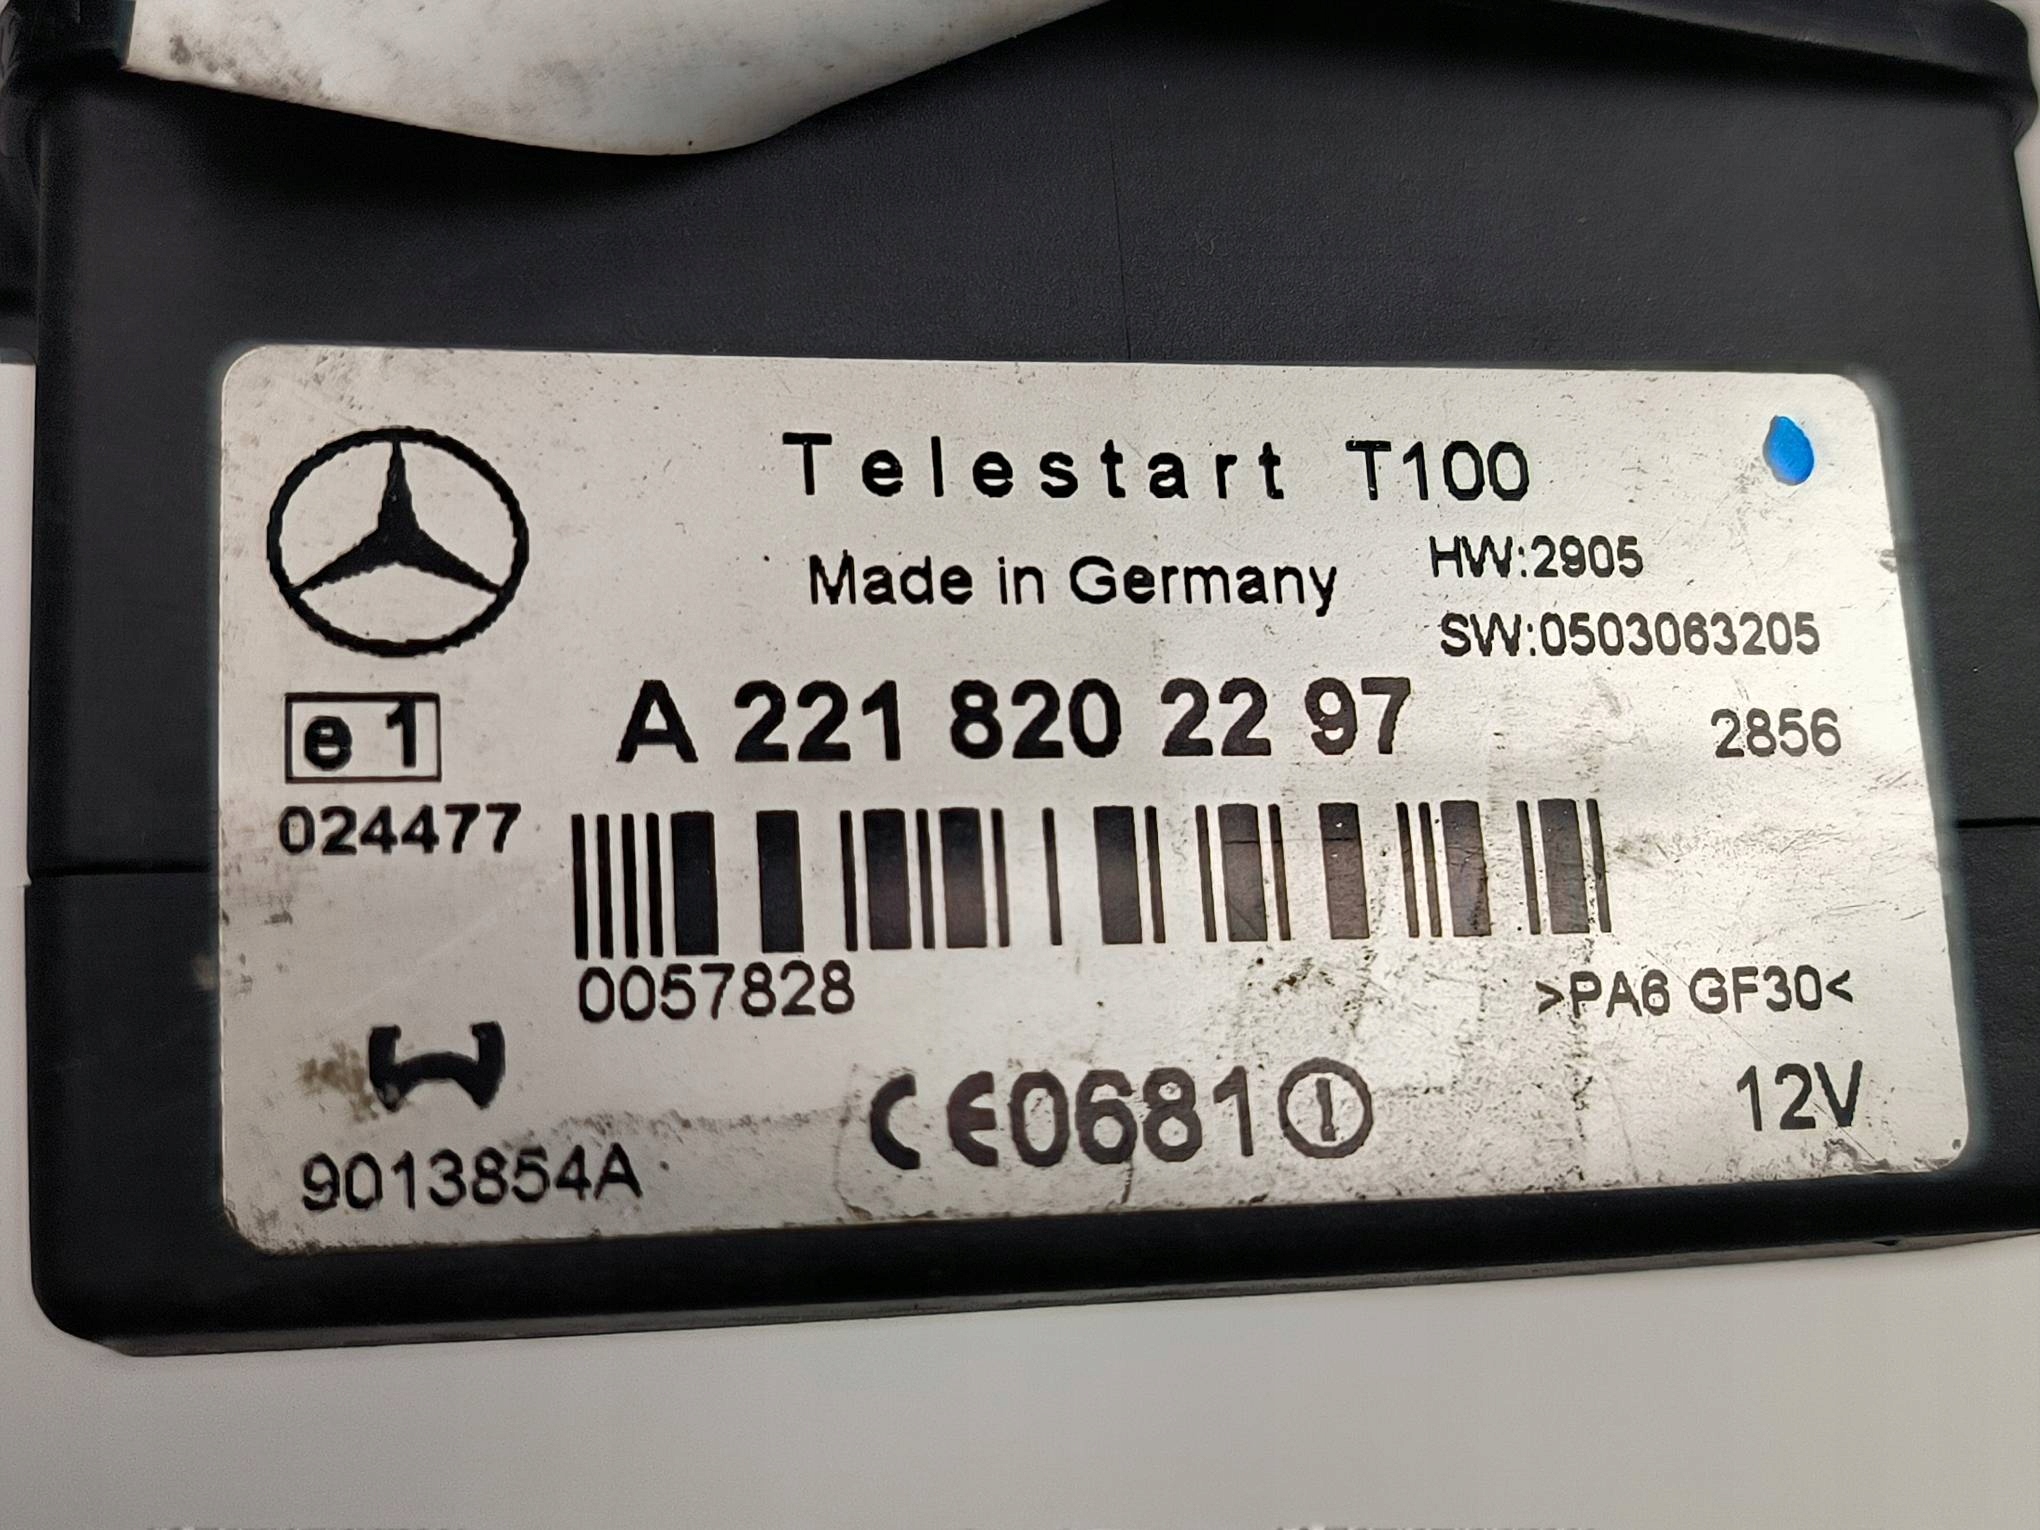 Telestart T100
Made in Germany
HW:2905
SW:0503063205
e1
A 221 820 22 97
2856
024477
0057828
>PA6 GF30<
CE0681
12V
9013854A